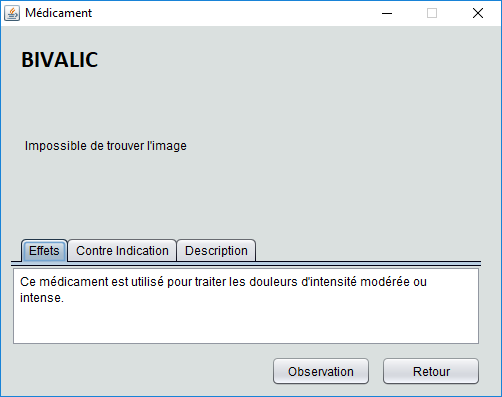 Médicament
BIVALIC
Impossible de trouver l'image
Effets
Contre Indication
Description
Ce médicament est utilisé pour traiter les douleurs d'intensité modérée ou
intense.
Observation
Retour